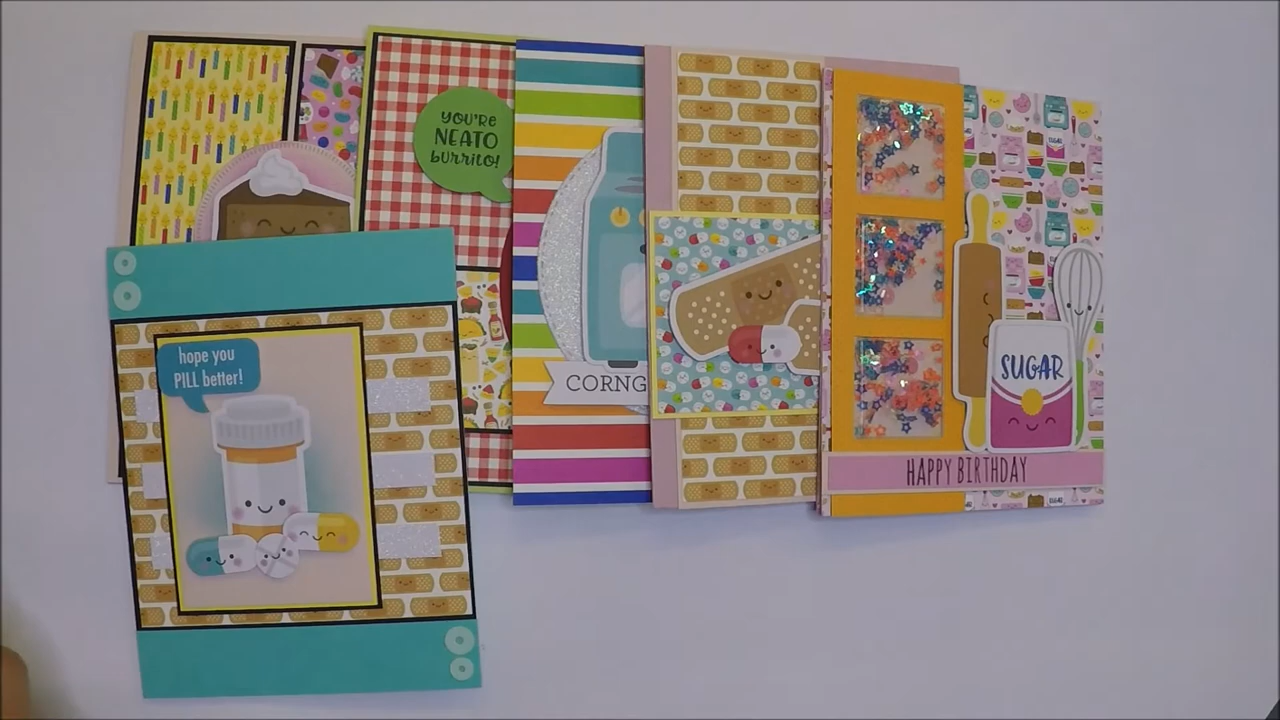 YOU'RE
NEATO
BURRITO!
CORNG
SUGAR
HAPPY BIRTHDAY
hope you
PILL better!